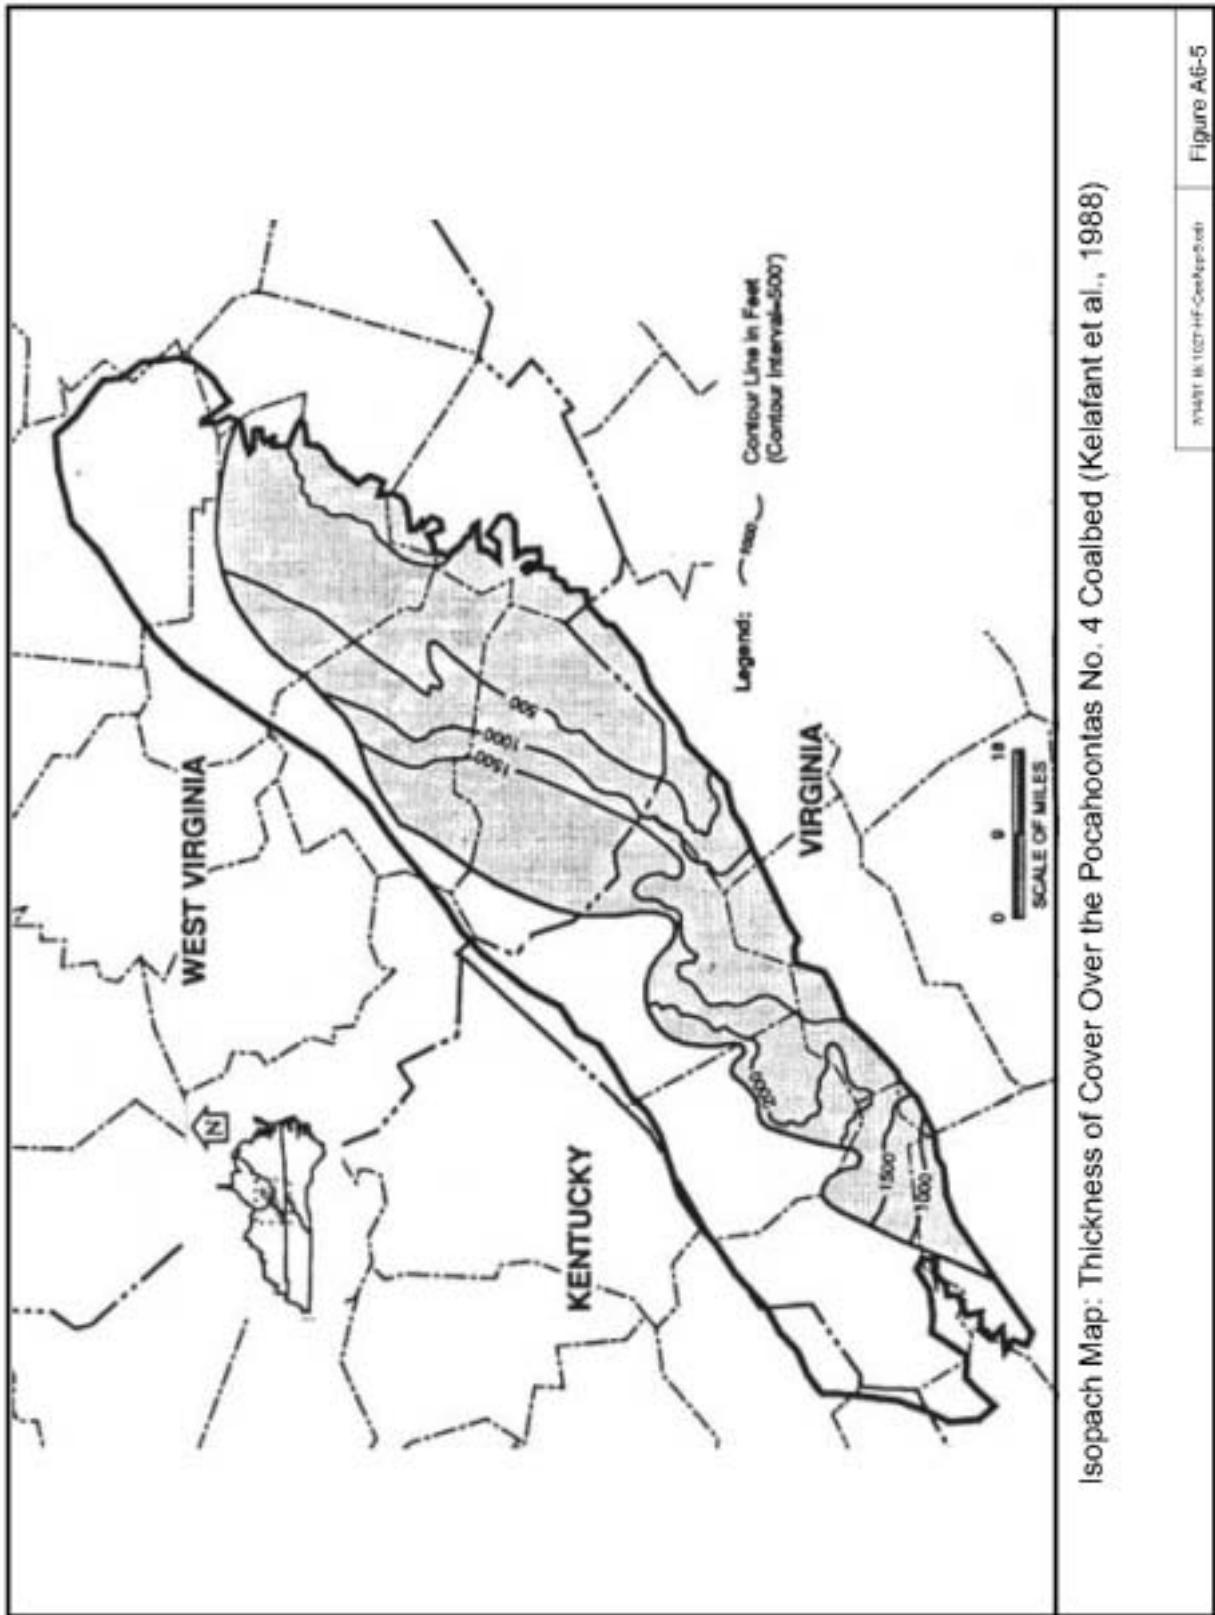 WEST VIRGINIA
N
KENTUCKY
VIRGINIA
500
1000
1500
2000
1500
1000
Legend:
1000
Contour Line in Feet
(Contour Interval=500')
0 9 18
SCALE OF MILES
Isopach Map: Thickness of Cover Over the Pocahoontas No. 4 Coalbed (Kelafant et al., 1988)
Figure A6-5